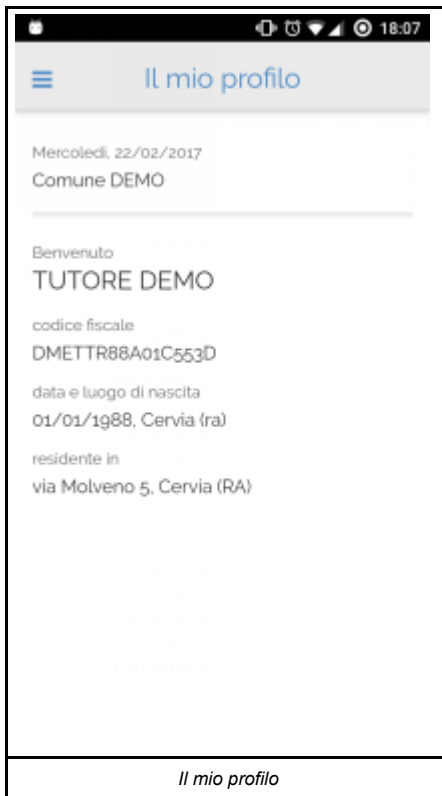 18:07
Il mio profilo
Mercoledì, 22/02/2017
Comune DEMO
Benvenuto
TUTORE DEMO
codice fiscale
DMETTR88A01C553D
data e luogo di nascita
01/01/1988, Cervia (ra)
residente in
via Molveno 5, Cervia (RA)
Il mio profilo